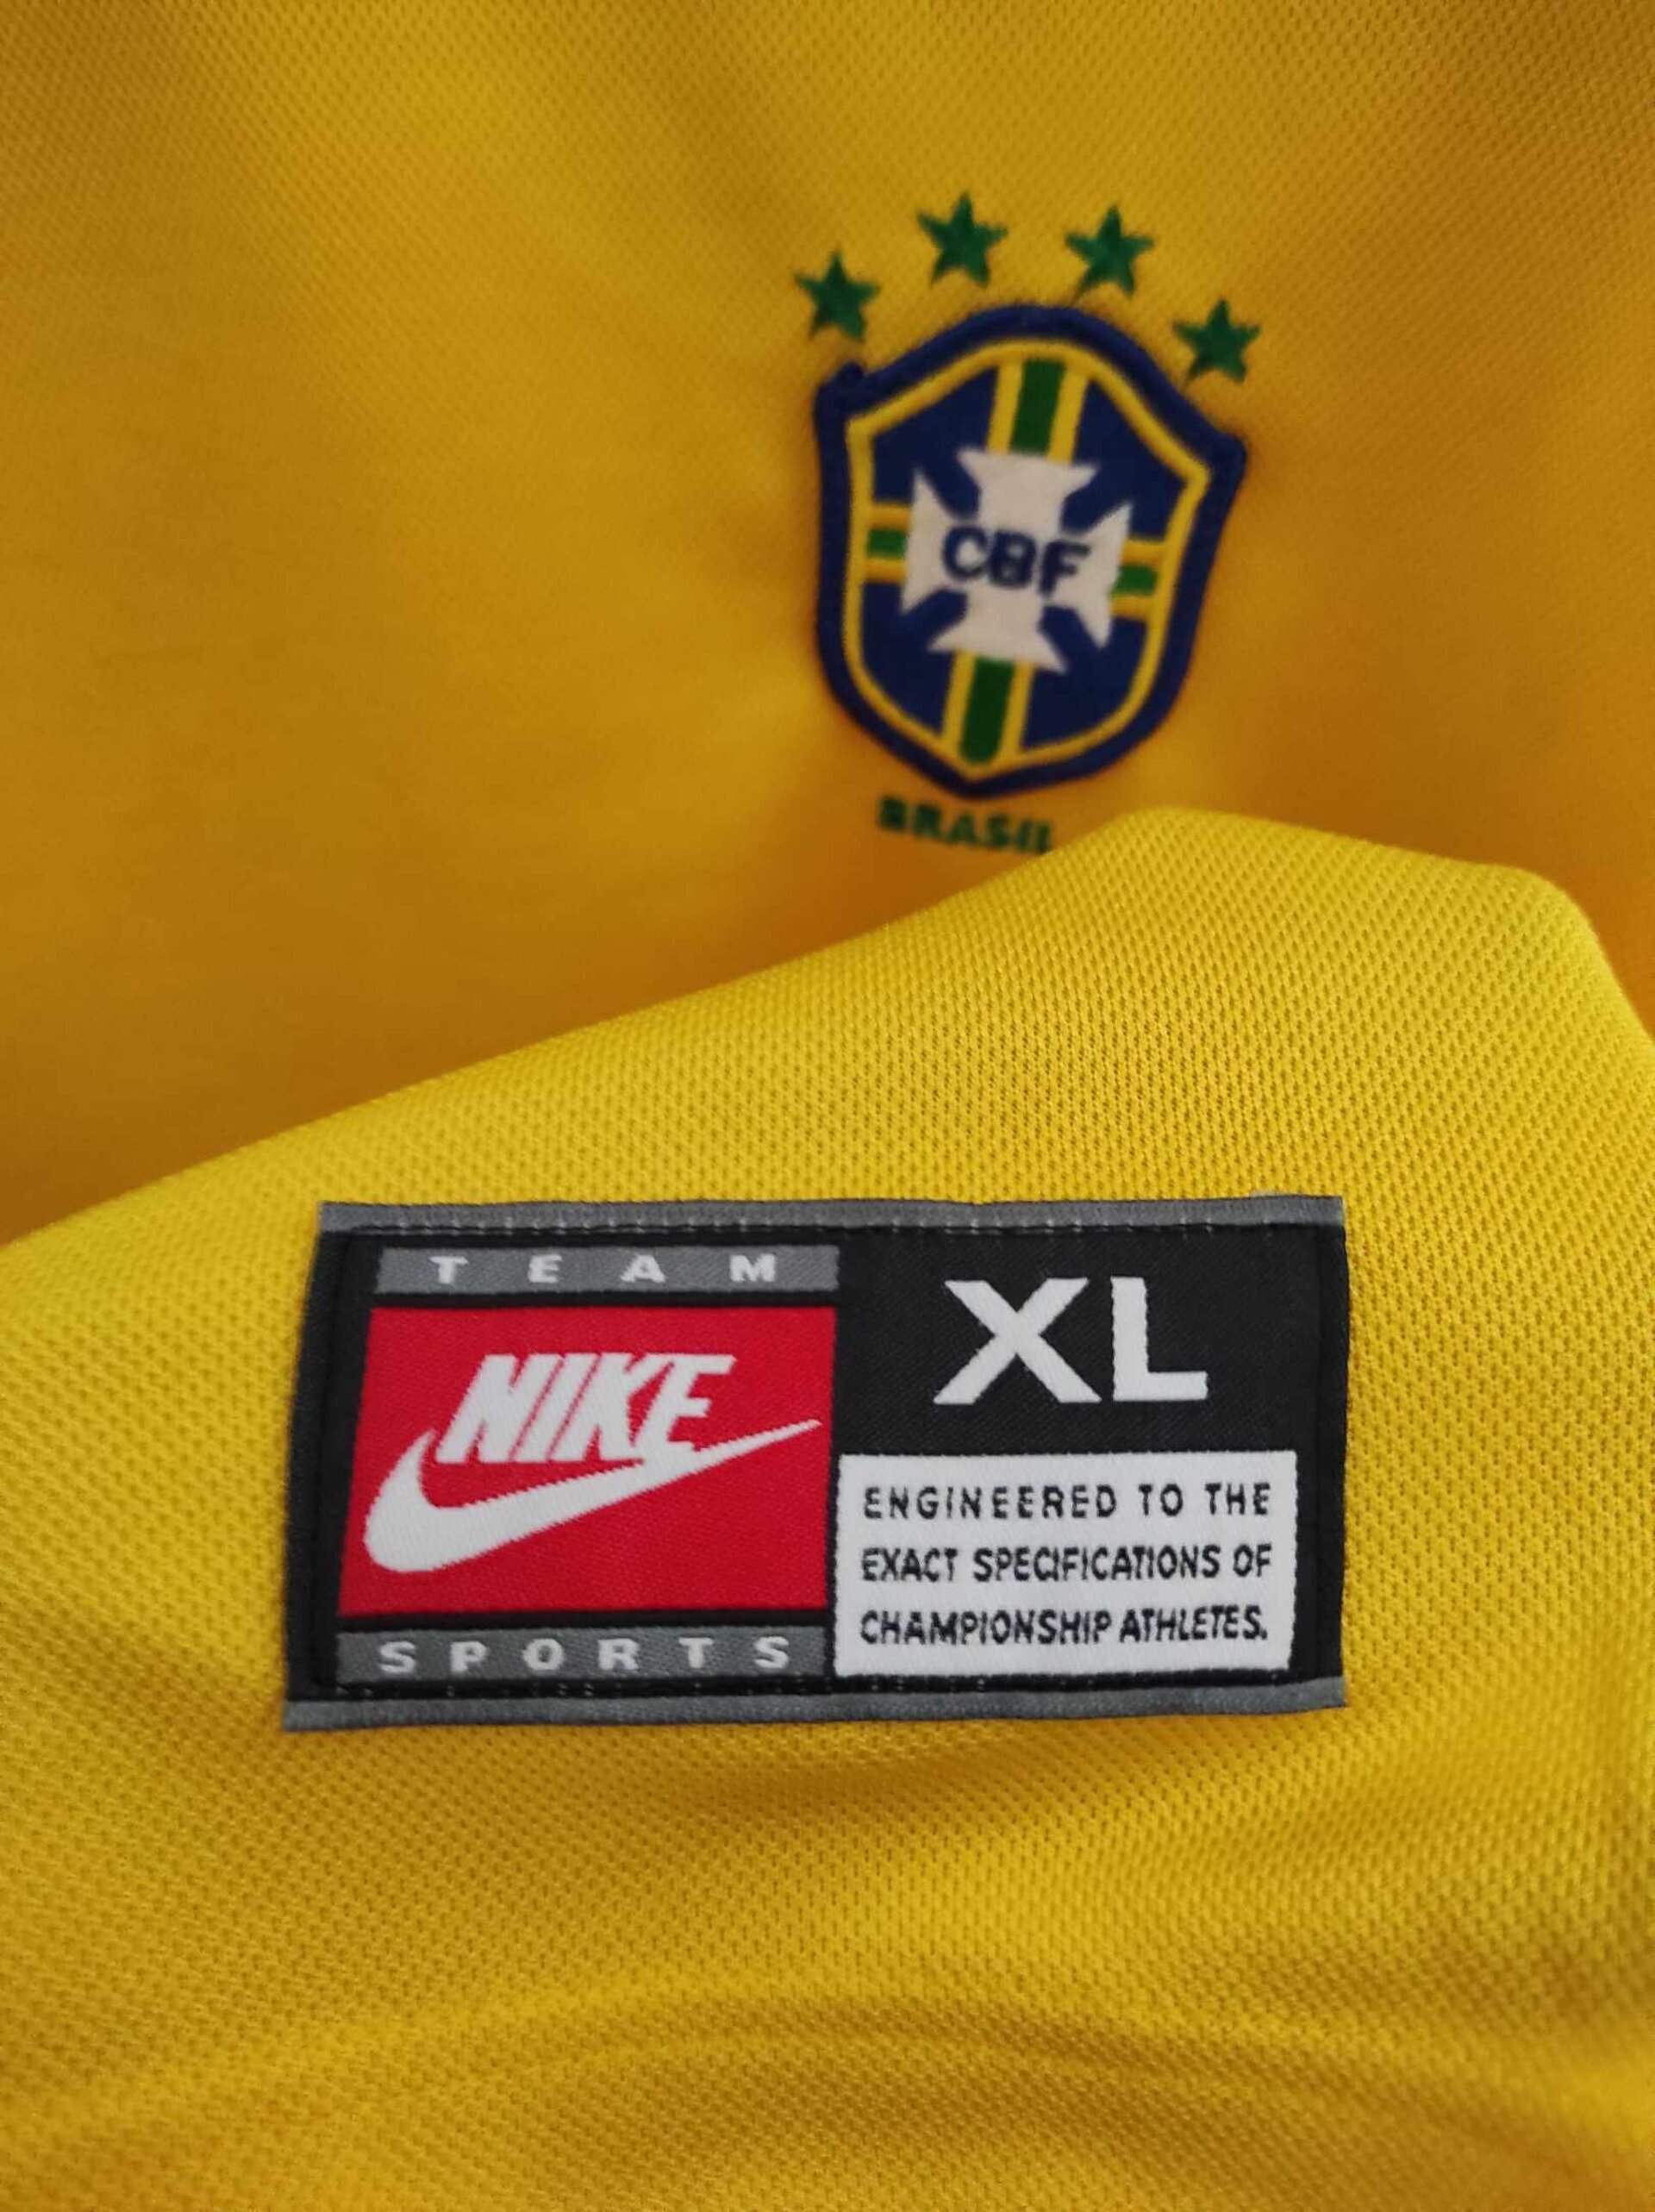 CBF
BRASIL
TEAM
NIKE
SPORTS
XL
ENGINEERED TO THE
EXACT SPECIFICATIONS OF
CHAMPIONSHIP ATHLETES.